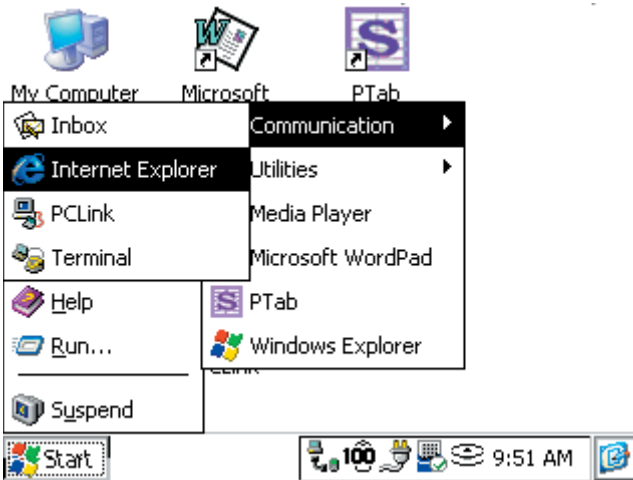 My Computer
Microsoft
PTab
Inbox
Internet Explorer
PCLink
Terminal
Communication
Utilities
Media Player
Microsoft WordPad
PTab
Windows Explorer
Help
Run...
Suspend
Start
100
9:51 AM